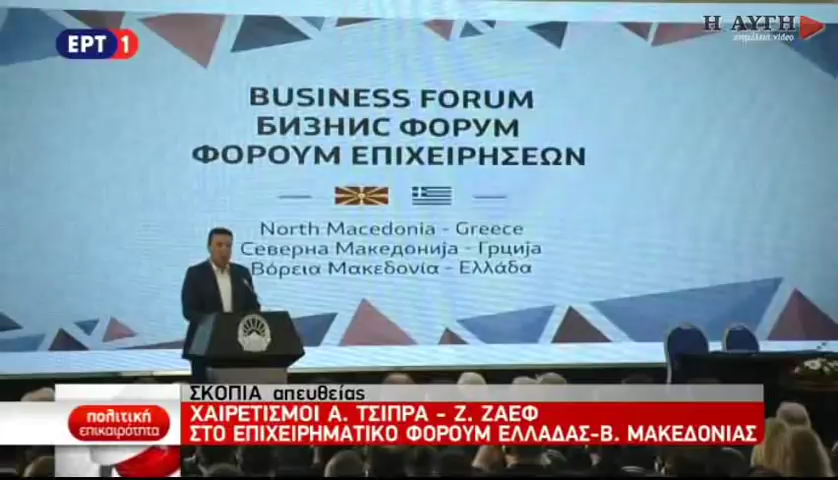 ΕΡΤ 1
Η ΑΥΓΗ
BUSINESS FORUM
БИЗНИС ФОРУМ
ΦΟΡΟΥΜ ΕΠΙΧΕΙΡΗΣΕΩΝ
North Macedonia - Greece
Северна Македонија - Грција
Βόρεια Μακεδονία - Ελλάδα
ΣΚΟΠΙΑ απευθείας
πολιτική
επικαιρότητα
ΧΑΙΡΕΤΙΣΜΟΙ Α. ΤΣΙΠΡΑ - Ζ. ΖΑΕΦ
ΣΤΟ ΕΠΙΧΕΙΡΗΜΑΤΙΚΟ ΦΟΡΟΥΜ ΕΛΛΑΔΑΣ-Β. ΜΑΚΕΔΟΝΙΑΣ